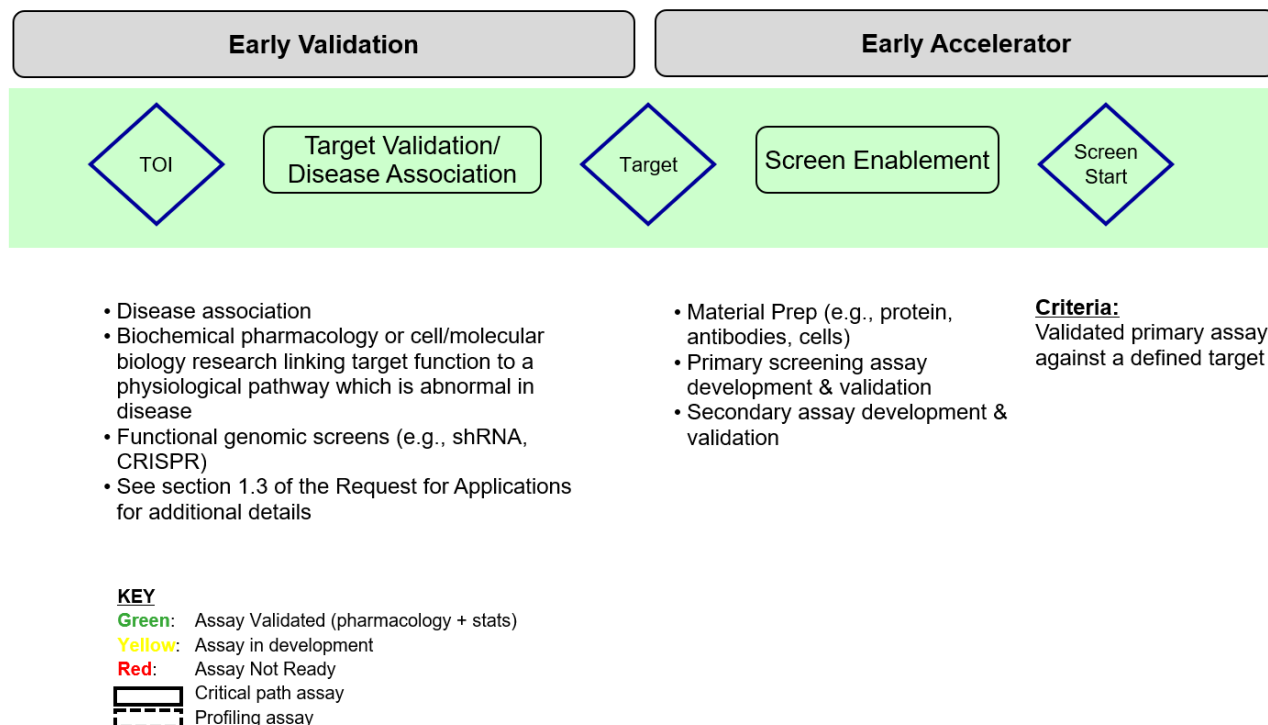 Early Validation
Early Accelerator
TOI
Target Validation/
Disease Association
Target
Screen Enablement
Screen
Start
• Disease association
• Biochemical pharmacology or cell/molecular
biology research linking target function to a
physiological pathway which is abnormal in
disease
• Functional genomic screens (e.g., shRNA,
CRISPR)
• See section 1.3 of the Request for Applications
for additional details
• Material Prep (e.g., protein,
antibodies, cells)
• Primary screening assay
development & validation
• Secondary assay development &
validation
Criteria:
Validated primary assay
against a defined target
KEY
Green: Assay Validated (pharmacology + stats)
Yellow: Assay in development
Red: Assay Not Ready
Critical path assay
Profiling assay